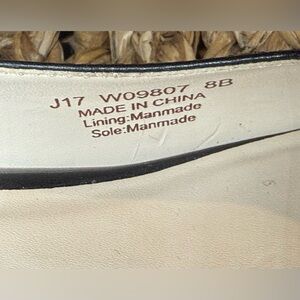 J17 W09807 8B
MADE IN CHINA
Lining:Manmade
Sole:Manmade